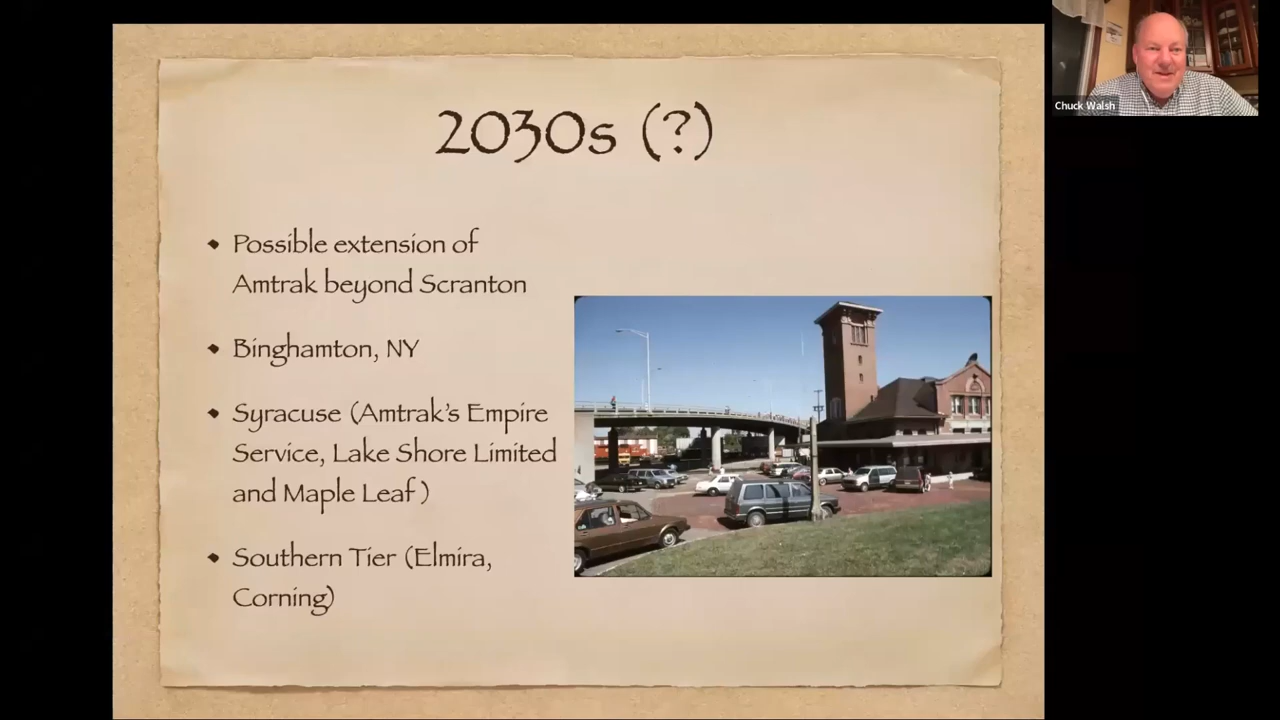 2030s (?)
• Possible extension of
Amtrak beyond Scranton
• Binghamton, NY
• Syracuse (Amtrak's Empire
Service, Lake Shore Limited
and Maple Leaf)
• Southern Tier (Elmira,
Corning)
Chuck Walsh